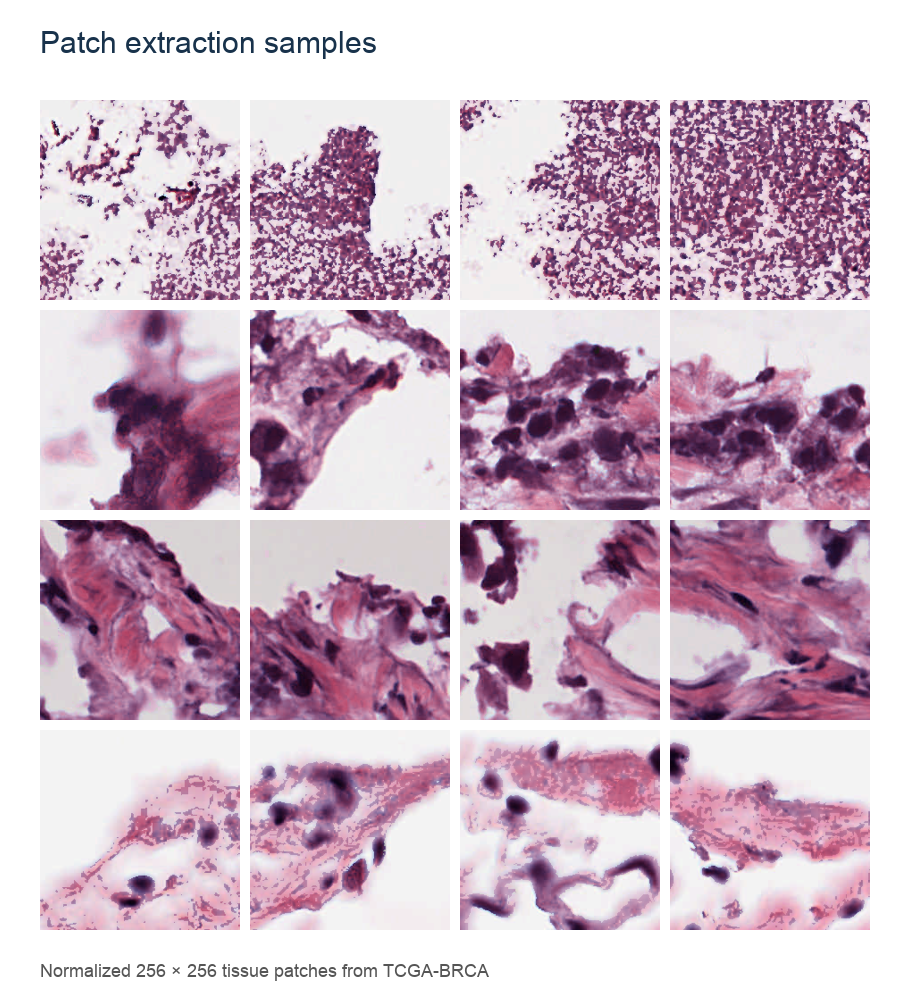 Patch extraction samples
Normalized 256 × 256 tissue patches from TCGA-BRCA